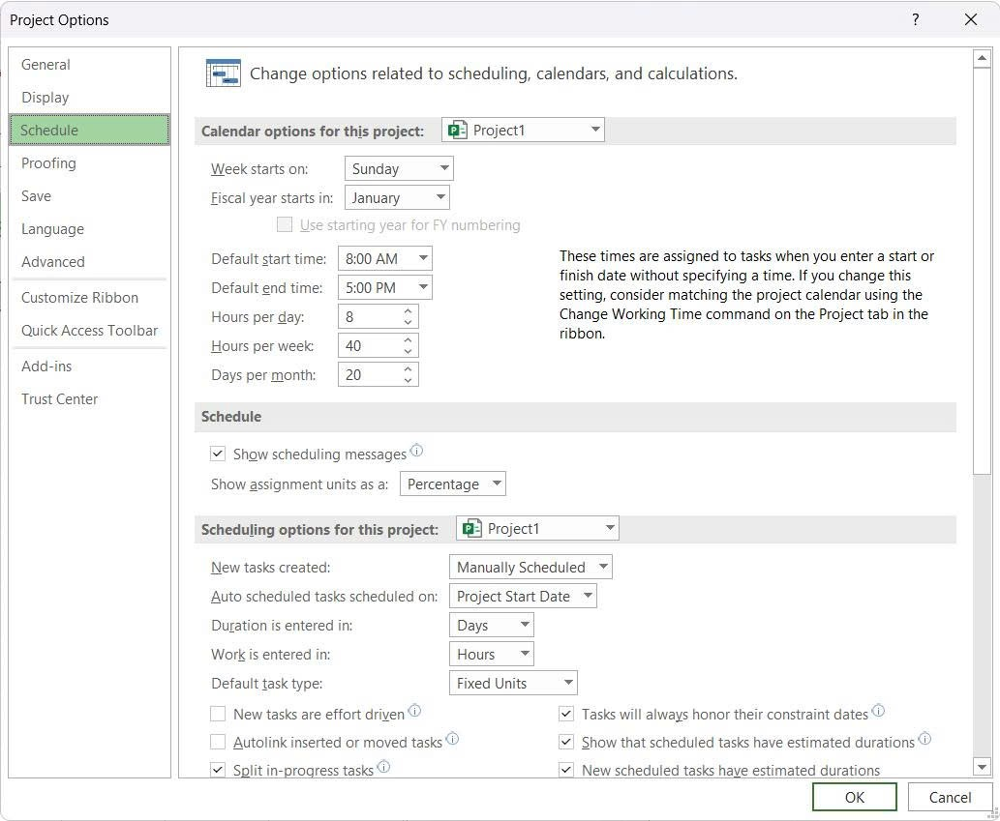 Project Options
?
General
Display
Schedule
Proofing
Save
Language
Advanced
Customize Ribbon
Quick Access Toolbar
Add-ins
Trust Center
Change options related to scheduling, calendars, and calculations.
Calendar options for this project: Project1
Week starts on: Sunday
Fiscal year starts in: January
Use starting year for FY numbering
Default start time: 8:00 AM
Default end time: 5:00 PM
Hours per day: 8
Hours per week: 40
Days per month: 20
These times are assigned to tasks when you enter a start or
finish date without specifying a time. If you change this
setting, consider matching the project calendar using the
Change Working Time command on the Project tab in the
ribbon.
Schedule
Show scheduling messages
Show assignment units as a: Percentage
Scheduling options for this project: Project1
New tasks created: Manually Scheduled
Auto scheduled tasks scheduled on: Project Start Date
Duration is entered in: Days
Work is entered in: Hours
Default task type: Fixed Units
New tasks are effort driven
Tasks will always honor their constraint dates
Autolink inserted or moved tasks
Show that scheduled tasks have estimated durations
Split in-progress tasks
New scheduled tasks have estimated durations
OK
Cancel